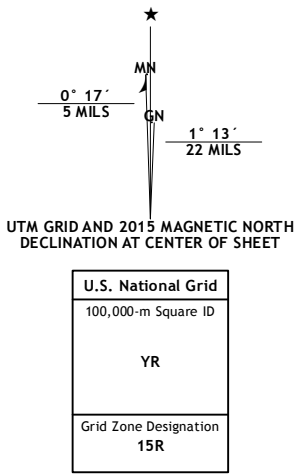 MN
0° 17´
5 MILS
GN
1° 13´
22 MILS
UTM GRID AND 2015 MAGNETIC NORTH
DECLINATION AT CENTER OF SHEET
U.S. National Grid
100,000-m Square ID
YR
Grid Zone Designation
15R